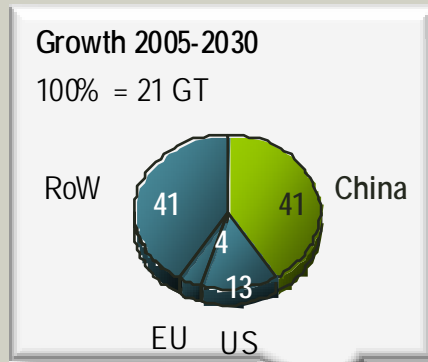 Growth 2005-2030
100% = 21 GT
RoW
41
41
China
4
13
EU
US